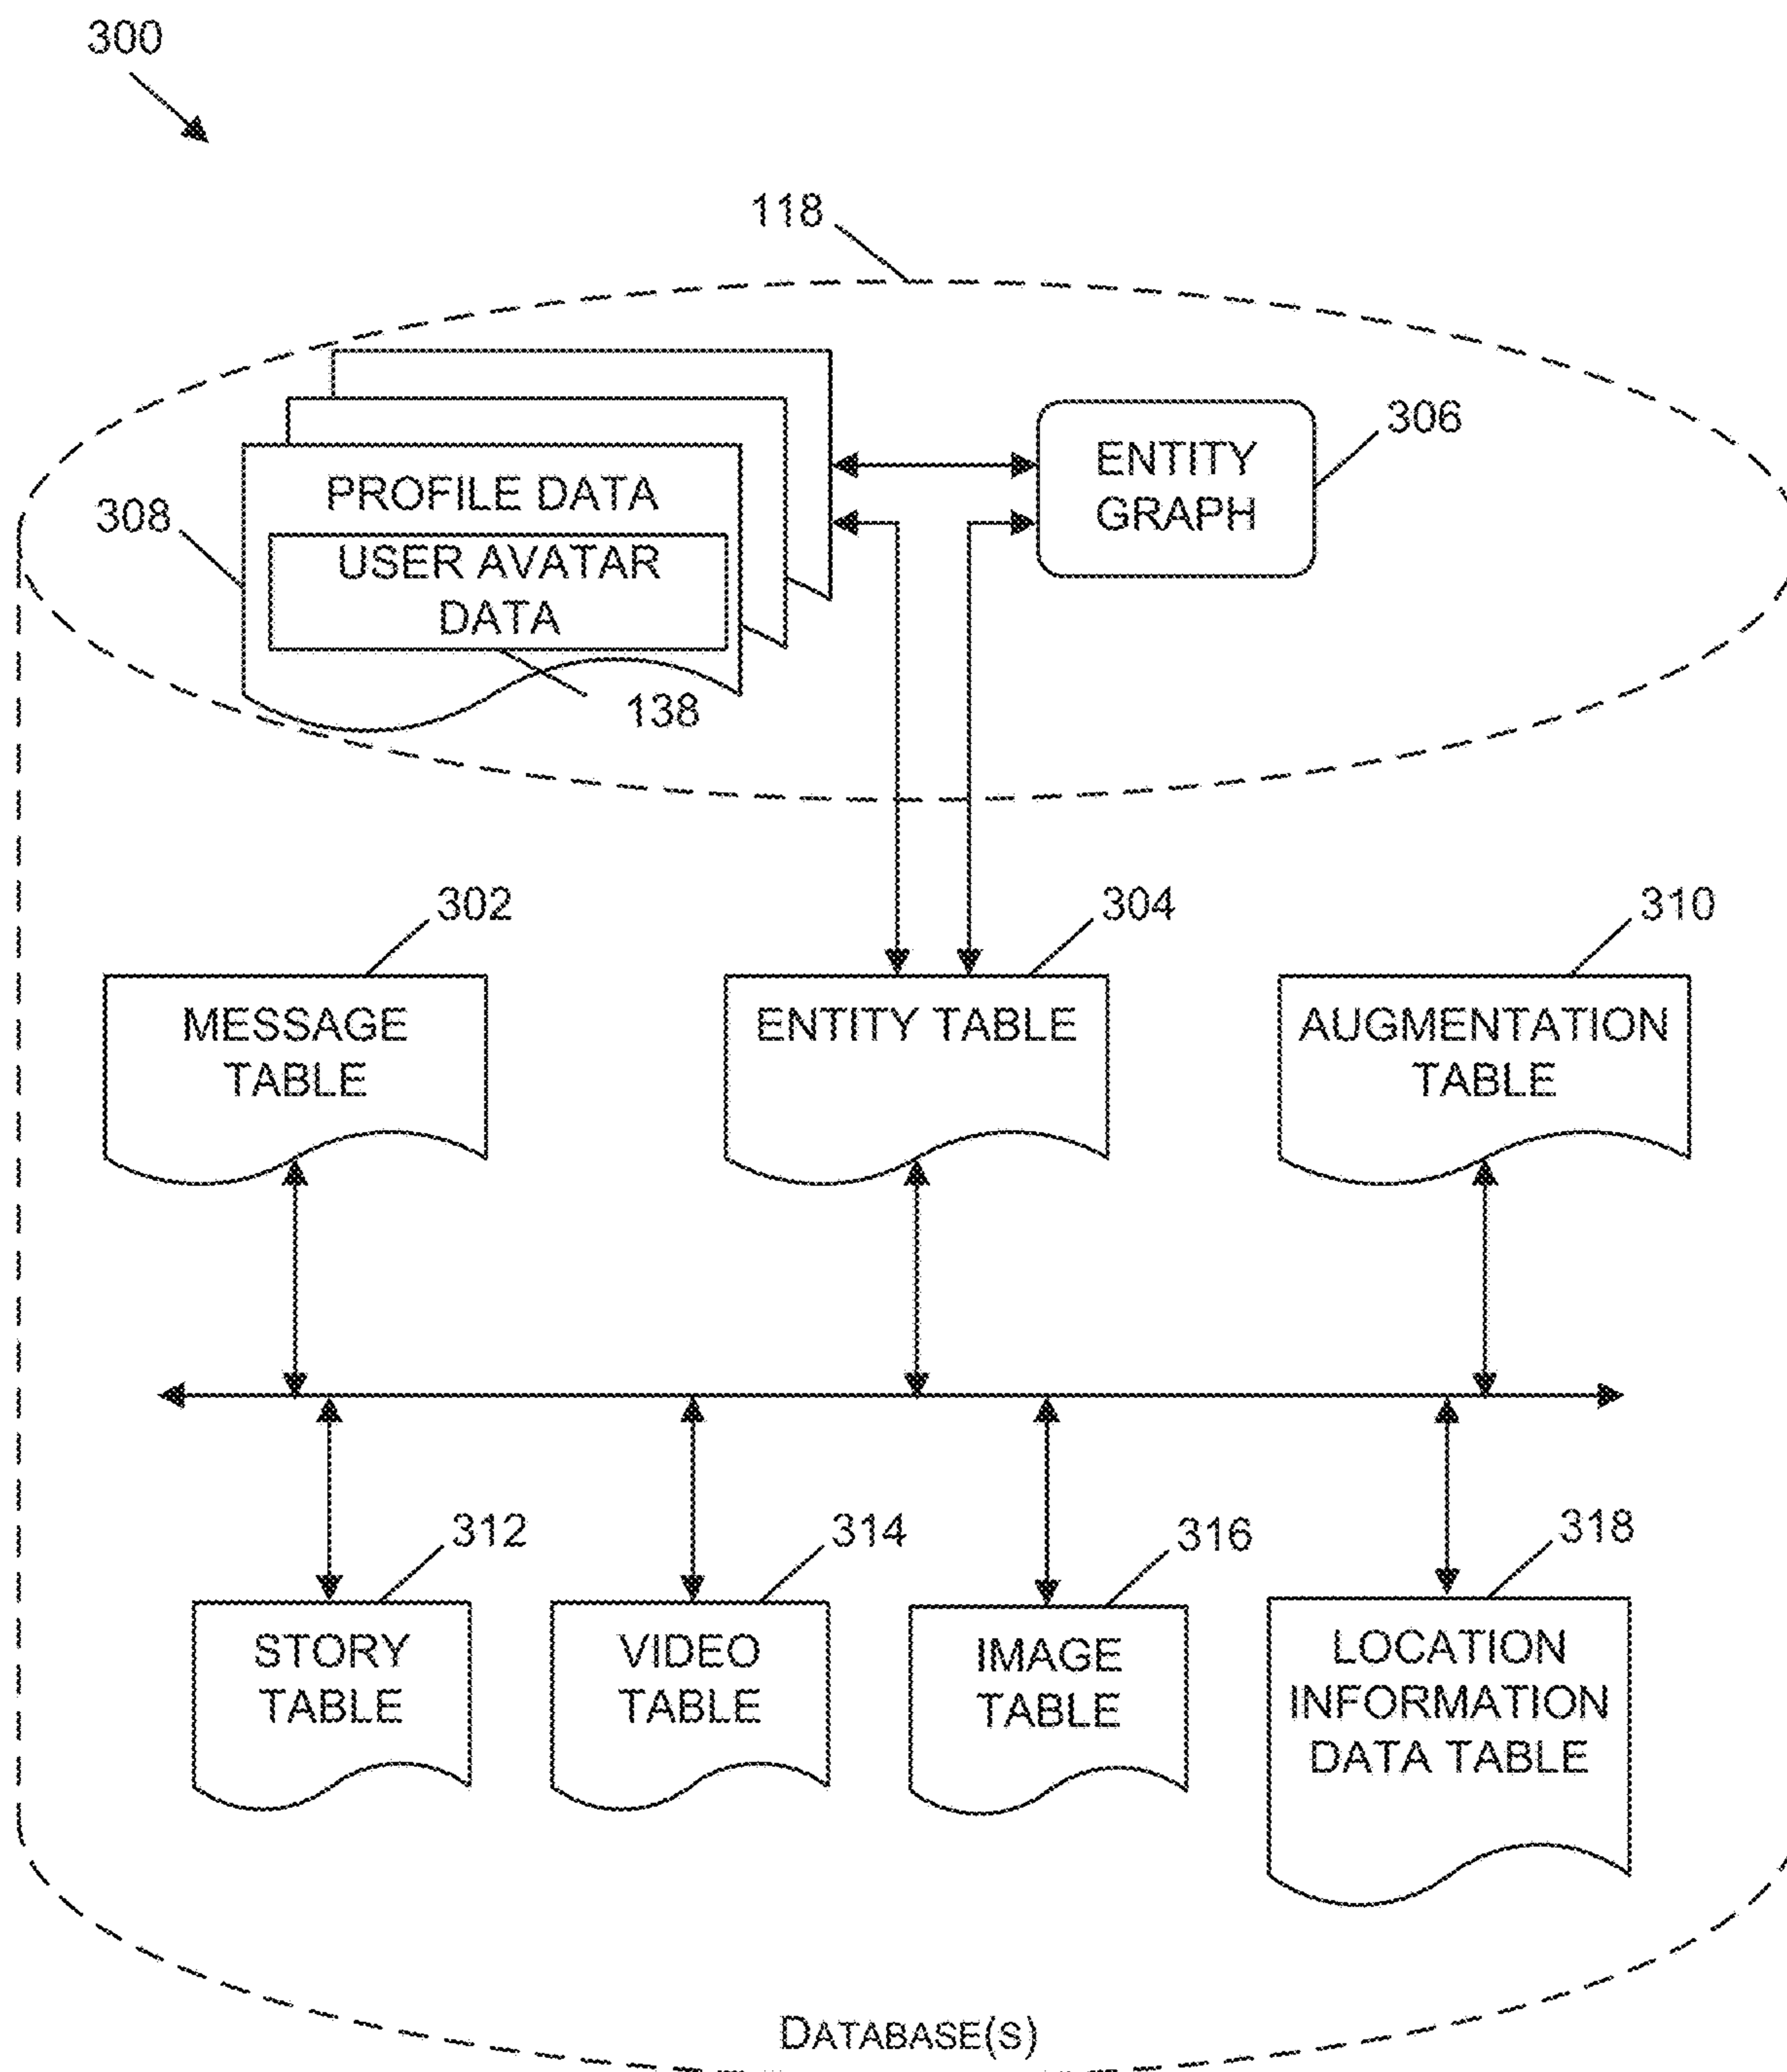 300
118
306
ENTITY
GRAPH
PROFILE DATA
308
USER AVATAR
DATA
138
302
304
310
MESSAGE
TABLE
ENTITY TABLE
AUGMENTATION
TABLE
312
314
316
318
STORY
TABLE
VIDEO
TABLE
IMAGE
TABLE
LOCATION
INFORMATION
DATA TABLE
DATABASE(S)